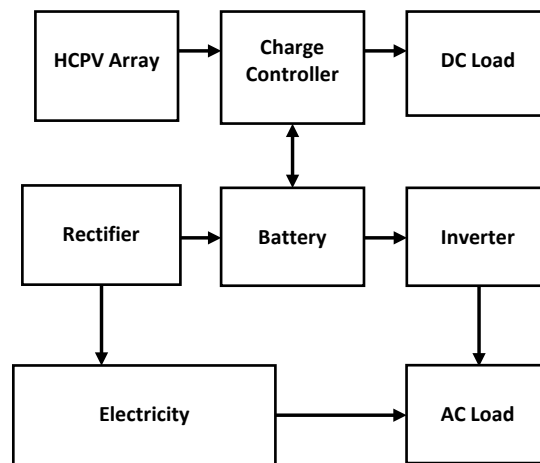 HCPV Array
Charge
Controller
DC Load
Rectifier
Battery
Inverter
Electricity
AC Load